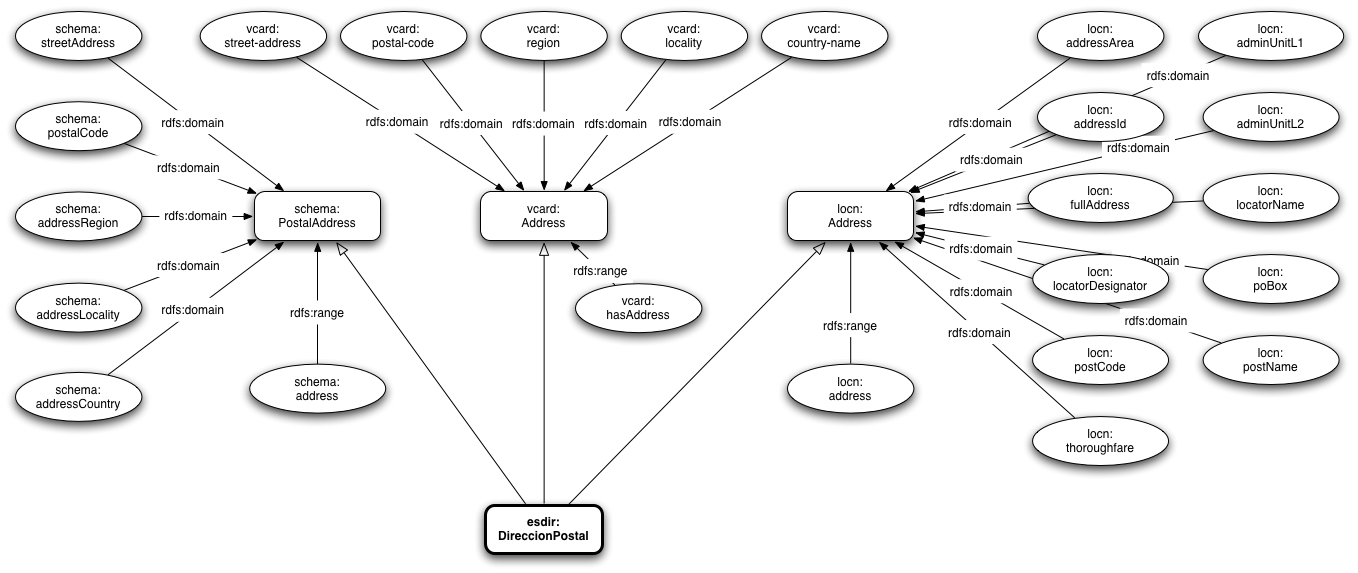 schema:
streetAddress
vcard:
street-address
vcard:
postal-code
vcard:
region
vcard:
locality
vcard:
country-name
locn:
addressArea
locn:
adminUnitL1
rdfs:domain
schema:
postalCode
rdfs:domain
rdfs:domain
rdfs:domain
rdfs:domain
rdfs:domain
rdfs:domain
rdfs:domain
locn:
addressId
locn:
adminUnitL2
rdfs:domain
rdfs:domain
rdfs:domain
schema:
addressRegion
rdfs:domain
schema:
PostalAddress
vcard:
Address
locn:
Address
rdfs:domain
locn:
fullAddress
locn:
locatorName
rdfs:domain
rdfs:domain
rdfs:range
schema:
addressLocality
rdfs:domain
rdfs:range
vcard:
hasAddress
rdfs:range
rdfs:domain
locn:
locatorDesignator
domain
locn:
poBox
rdfs:domain
rdfs:domain
schema:
addressCountry
schema:
address
locn:
address
locn:
postCode
locn:
postName
locn:
thoroughfare
esdir:
DireccionPostal